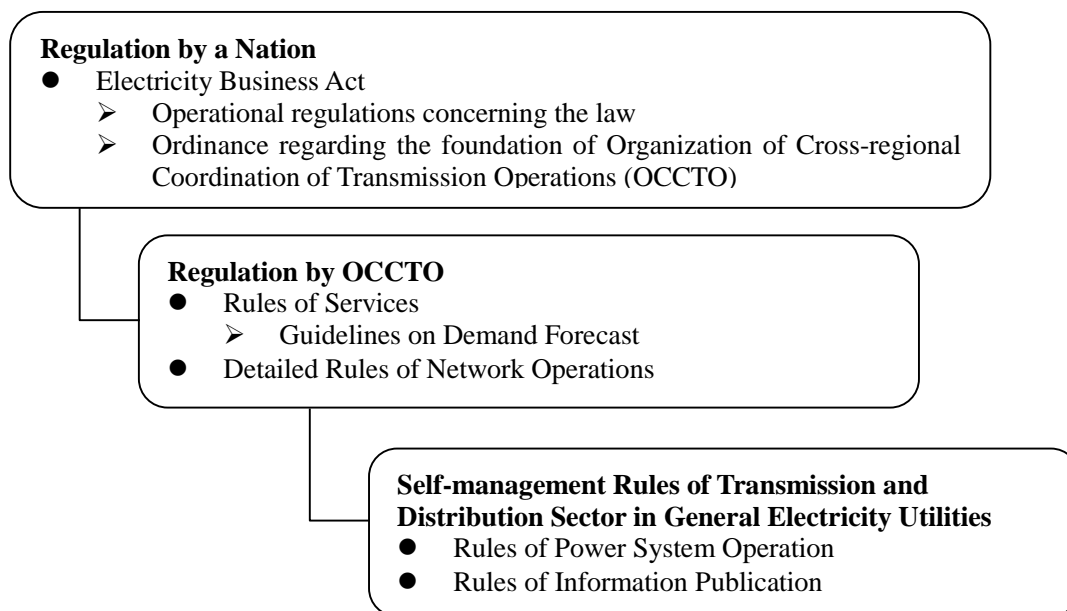 Regulation by a Nation
● Electricity Business Act
➢ Operational regulations concerning the law
➢ Ordinance regarding the foundation of Organization of Cross-regional
Coordination of Transmission Operations (OCCTO)
Regulation by OCCTO
● Rules of Services
➢ Guidelines on Demand Forecast
● Detailed Rules of Network Operations
Self-management Rules of Transmission and
Distribution Sector in General Electricity Utilities
● Rules of Power System Operation
● Rules of Information Publication